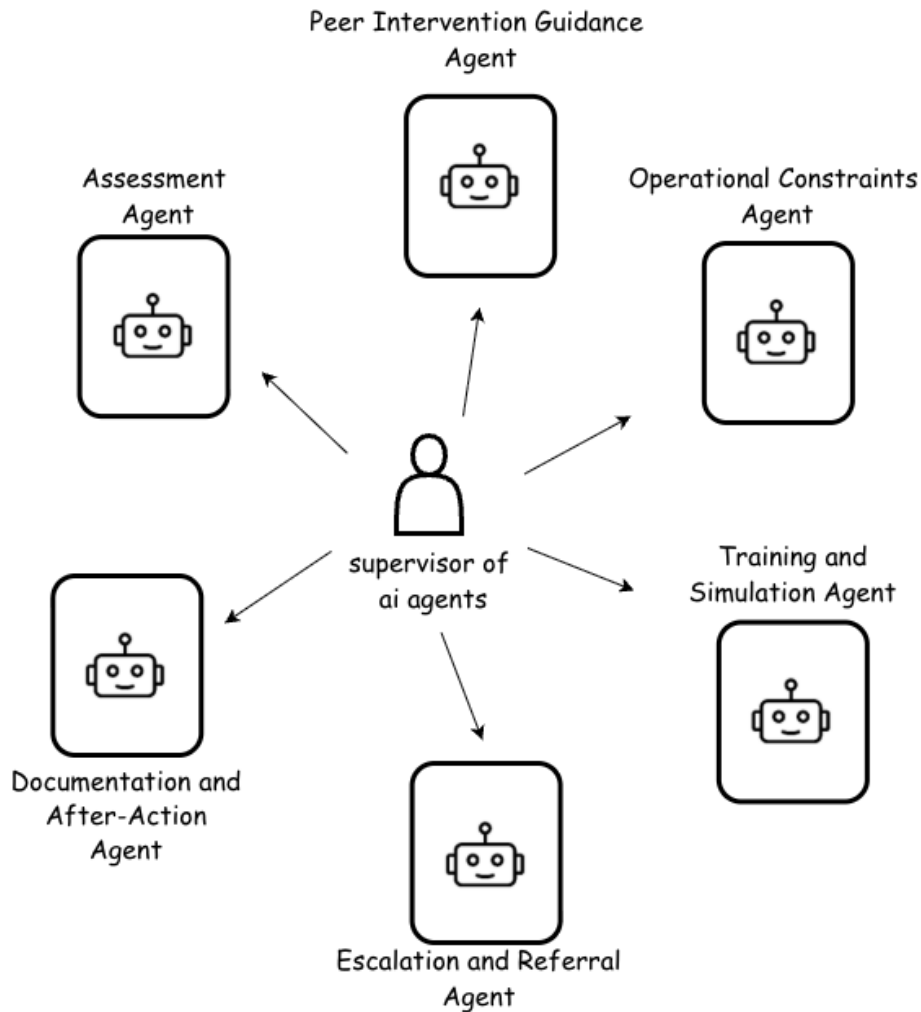 Peer Intervention Guidance
Agent
Assessment
Agent
Operational Constraints
Agent
supervisor of
ai agents
Training and
Simulation Agent
Documentation and
After-Action
Agent
Escalation and Referral
Agent